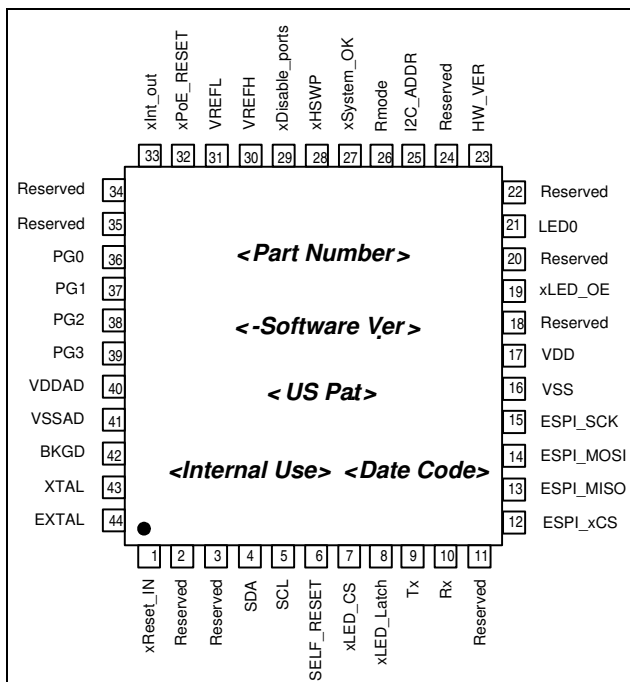 xInt_out
xPoE_RESET
VREFL
VREFH
xDisable_ports
xHSWP
xSystem_OK
Rmode
I2C_ADDR
Reserved
HW_VER
33 32 31 30 29 28 27 26 25 24 23
Reserved 34
Reserved 35
PG0 36
PG1 37
PG2 38
PG3 39
VDDAD 40
VSSAD 41
BKGD 42
XTAL 43
EXTAL 44
<Part Number>
<-Software Ver>
<US Pat>
<Internal Use> <Date Code>
22 Reserved
21 LED0
20 Reserved
19 xLED_OE
18 Reserved
17 VDD
16 VSS
15 ESPI_SCK
14 ESPI_MOSI
13 ESPI_MISO
12 ESPI_xCS
1 2 3 4 5 6 7 8 9 10 11
xReset_IN
Reserved
Reserved
SDA
SCL
SELF_RESET
xLED_CS
xLED_Latch
Tx
Rx
Reserved